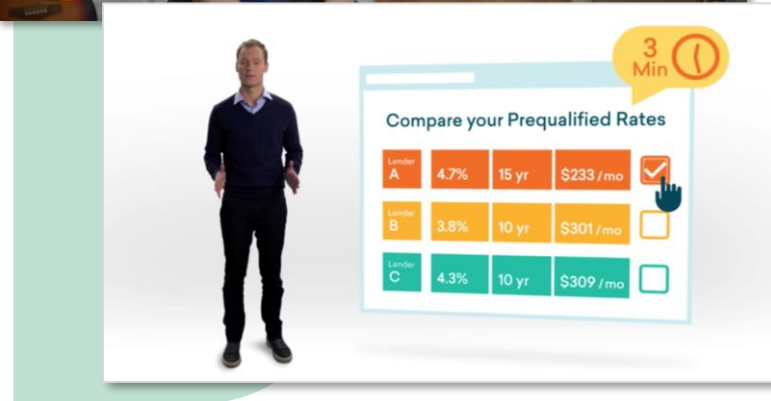 3
Min
Compare your Prequalified Rates
Lender
A 4.7% 15 yr $233/mo
Lender
B 3.8% 10 yr $301/mo
Lender
C 4.3% 10 yr $309/mo